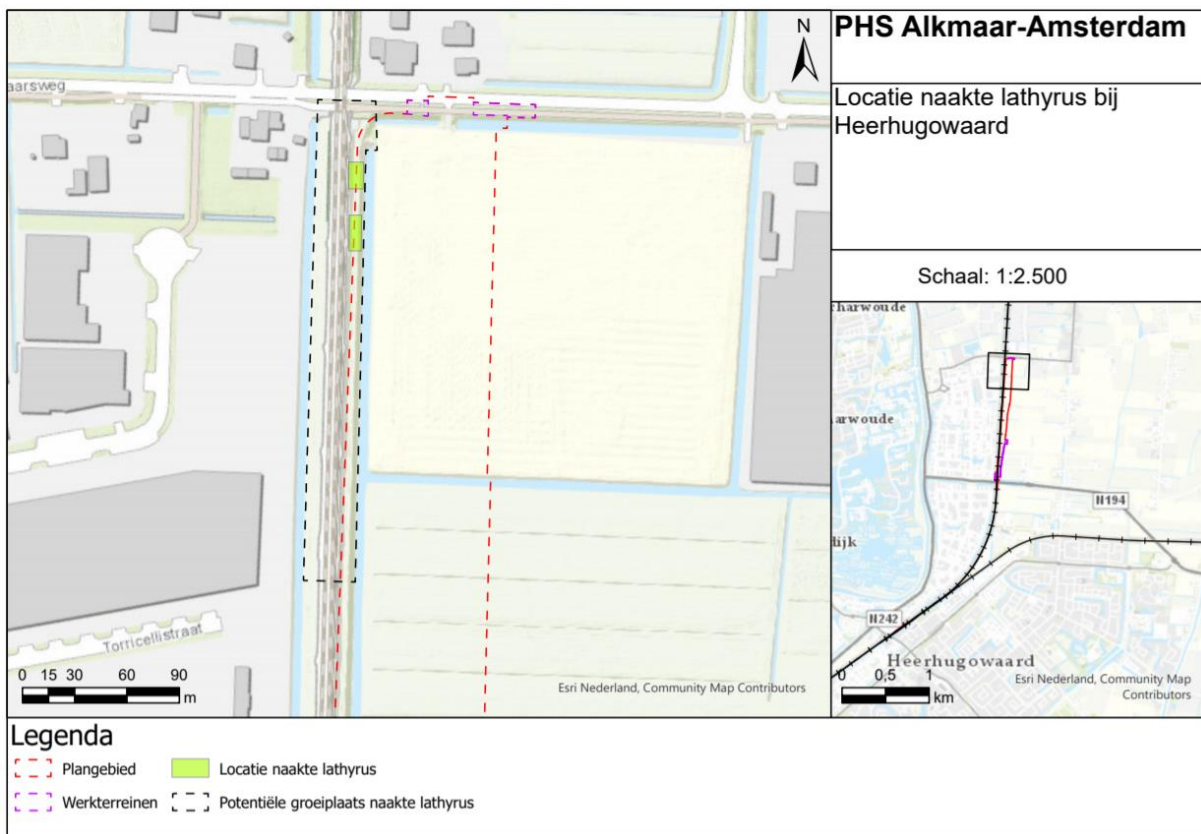 PHS Alkmaar-Amsterdam
Locatie naakte lathyrus bij
Heerhugowaard
Schaal: 1:2.500
N
aarsweg
Torricellistraat
0 15 30 60 90
m
Esri Nederland, Community Map Contributors
charwoude
arwoude
dijk
N194
N242
Heerhugowaard
0 0,5 1
km
Esri Nederland, Community Map
Contributors
Legenda
Plangebied
Locatie naakte lathyrus
Werkterreinen
Potentiële groeiplaats naakte lathyrus